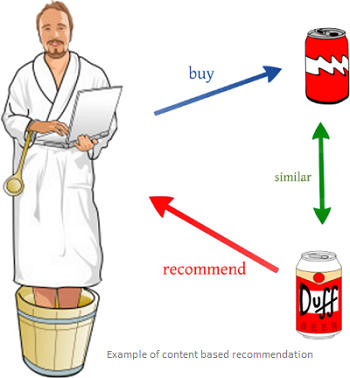 buy
similar
recommend
Duff
Example of content based recommendation